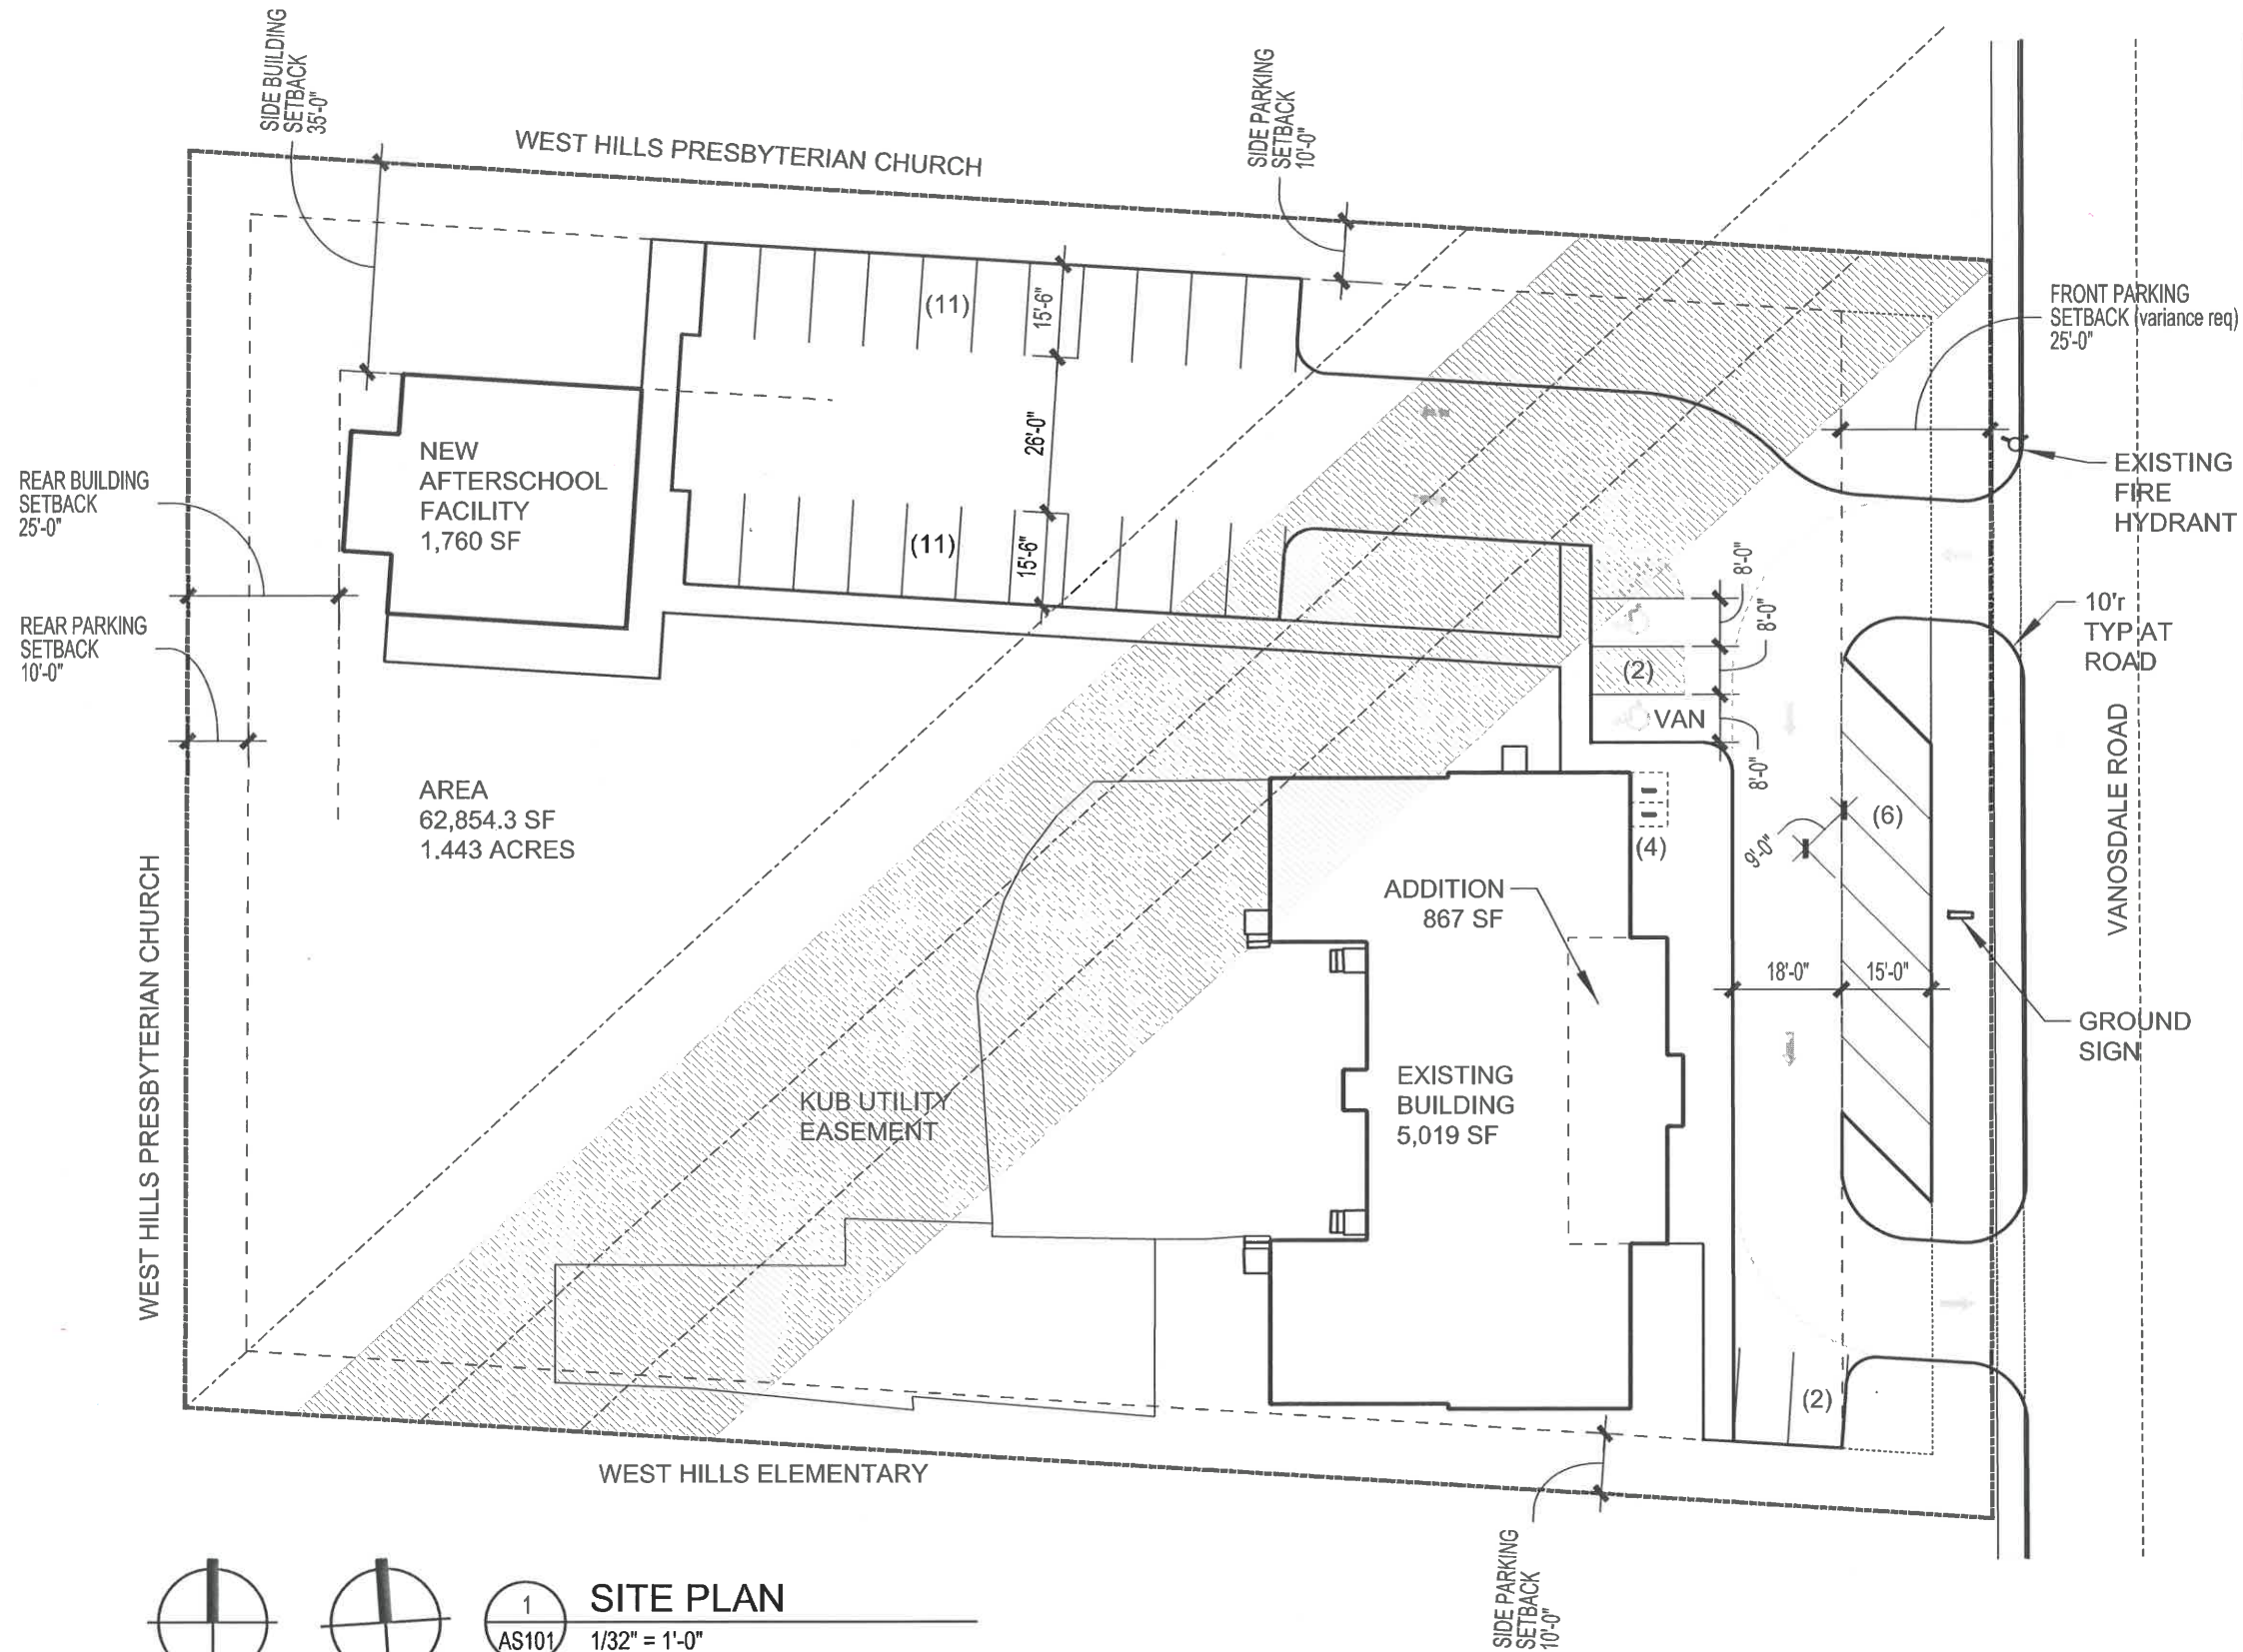 SIDE BUILDING
SETBACK
35'-0"
WEST HILLS PRESBYTERIAN CHURCH
SIDE PARKING
SETBACK
10'-0"
FRONT PARKING
SETBACK (variance req)
25'-0"
(11)
15'-6"
26'-0"
NEW
AFTERSCHOOL
FACILITY
1,760 SF
REAR BUILDING
SETBACK
25'-0"
EXISTING
FIRE
HYDRANT
(11)
15'-6"
8'-0"
8'-0"
(2)
VAN
8'-0"
10'r
TYP AT
ROAD
REAR PARKING
SETBACK
10'-0"
AREA
62,854.3 SF
1.443 ACRES
VANOSDALE ROAD
(6)
9'-0"
(4)
ADDITION
867 SF
WEST HILLS PRESBYTERIAN CHURCH
18'-0"
15'-0"
GROUND
SIGN
KUB UTILITY
EASEMENT
EXISTING
BUILDING
5,019 SF
(2)
WEST HILLS ELEMENTARY
SIDE PARKING
SETBACK
10'-0"
1
AS101
SITE PLAN
1/32" = 1'-0"